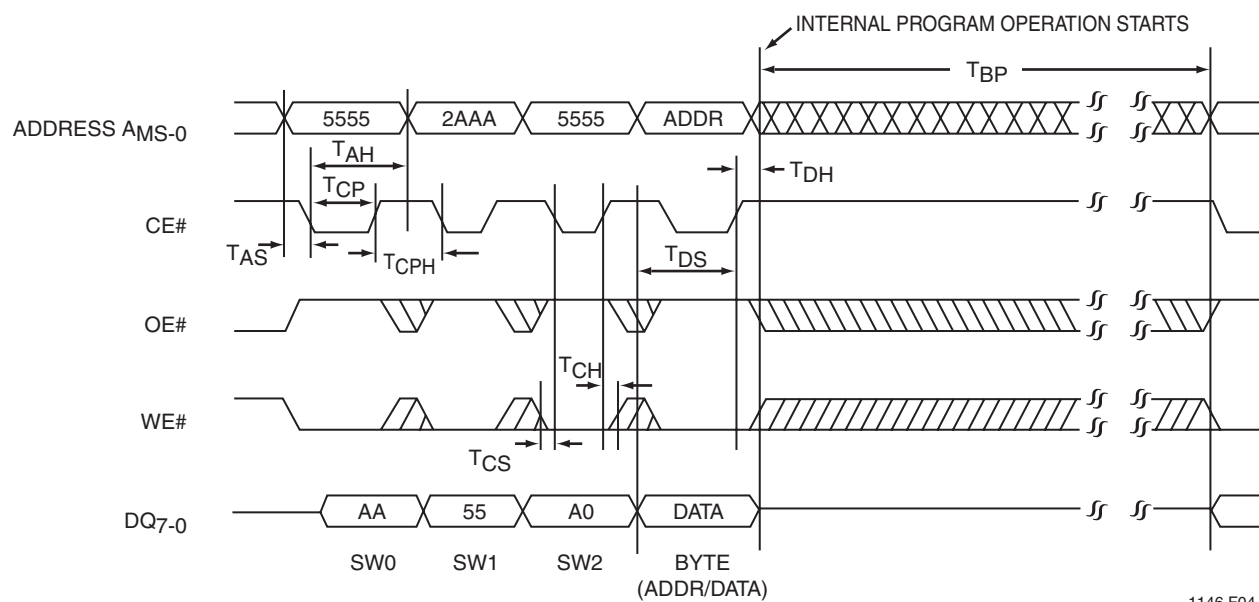 INTERNAL PROGRAM OPERATION STARTS
TBP
ADDRESS AMS-0
5555
2AAA
5555
ADDR
TAH
TDH
TCP
CE#
TAS
TCPH
TDS
OE#
TCH
WE#
TCS
DQ7-0
AA
55
A0
DATA
SW0
SW1
SW2
BYTE
(ADDR/DATA)